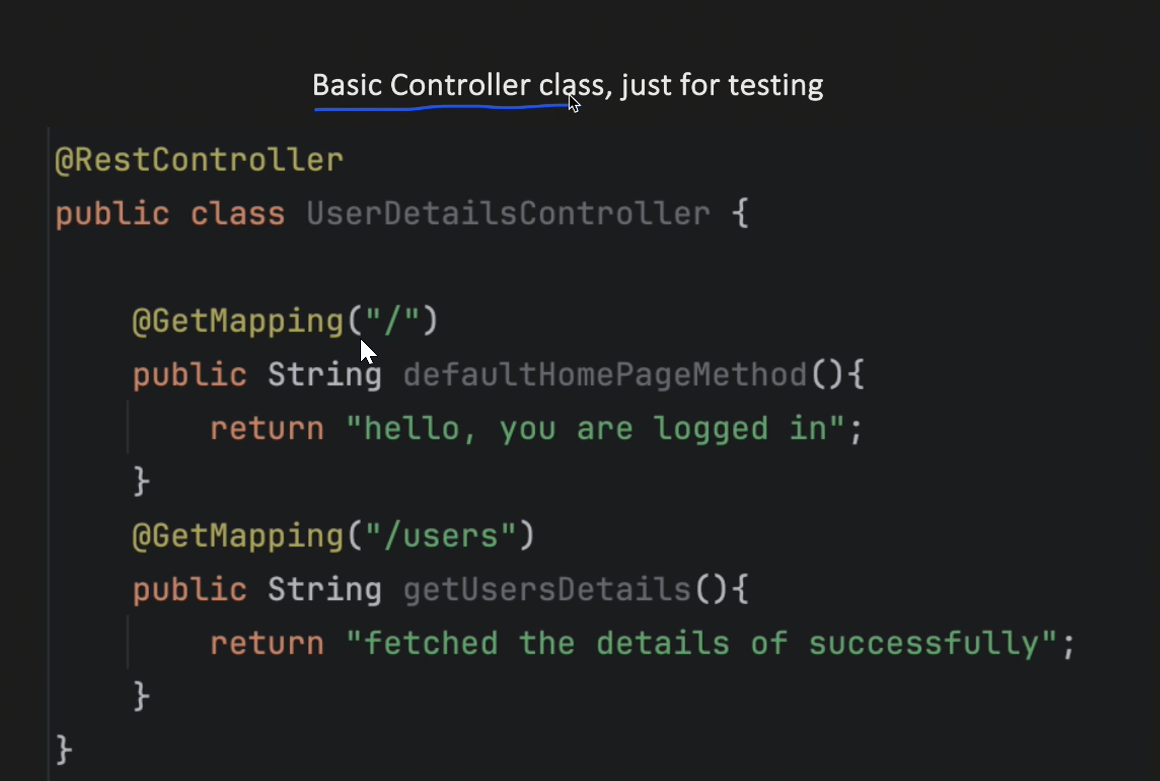 Basic Controller class, just for testing
@RestController
public class UserDetailsController {
@GetMapping("/")
public String defaultHomePageMethod(){
return "hello, you are logged in";
}
@GetMapping("/users")
public String getUsersDetails(){
return "fetched the details of successfully";
}
}